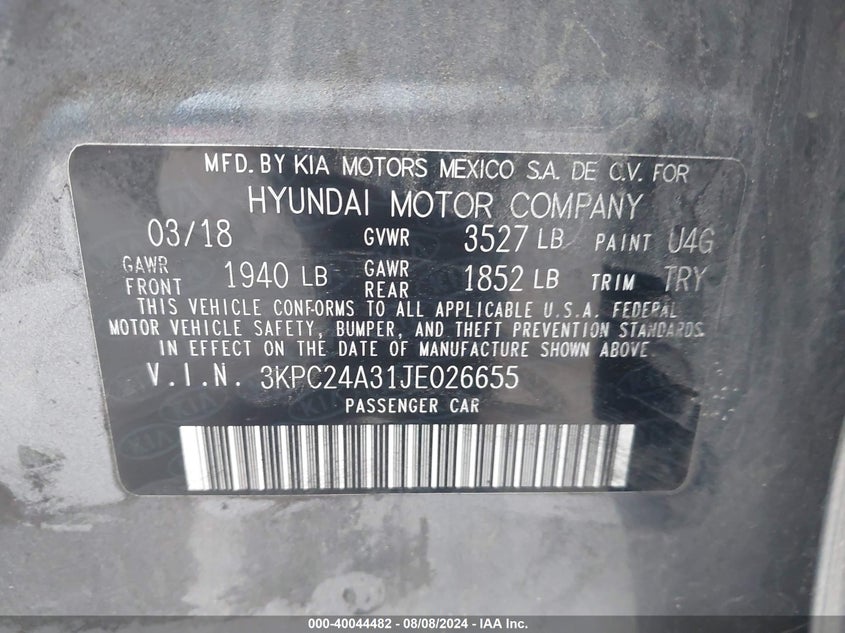 MFD. BY KIA MOTORS MEXICO S.A. DE C.V. FOR
HYUNDAI MOTOR COMPANY
03/18 GVWR 3527 LB PAINT U4G
GAWR FRONT 1940 LB GAWR REAR 1852 LB TRIM TRY
THIS VEHICLE CONFORMS TO ALL APPLICABLE U.S.A. FEDERAL
MOTOR VEHICLE SAFETY, BUMPER, AND THEFT PREVENTION STANDARDS
IN EFFECT ON THE DATE OF MANUFACTURE SHOWN ABOVE.
V.I.N. 3KPC24A31JE026655
PASSENGER CAR
000-40044482 - 08/08/2024 - IAA Inc.